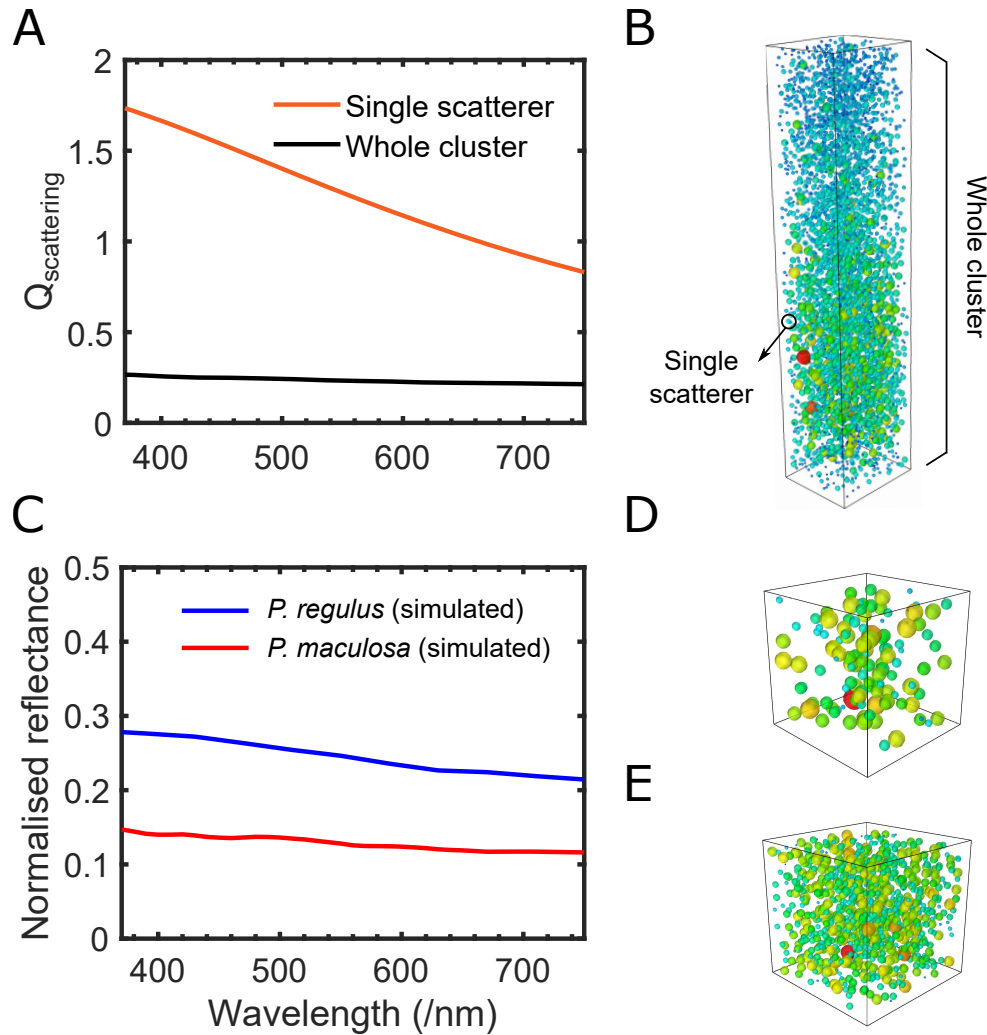 A
2
1.5
1
0.5
0
Q_scattering
Single scatterer
Whole cluster
400 500 600 700
B
Whole cluster
Single
scatterer
C
0.5
0.4
0.3
0.2
0.1
0
Normalised reflectance
P. regulus (simulated)
P. maculosa (simulated)
400 500 600 700
Wavelength (/nm)
D
E